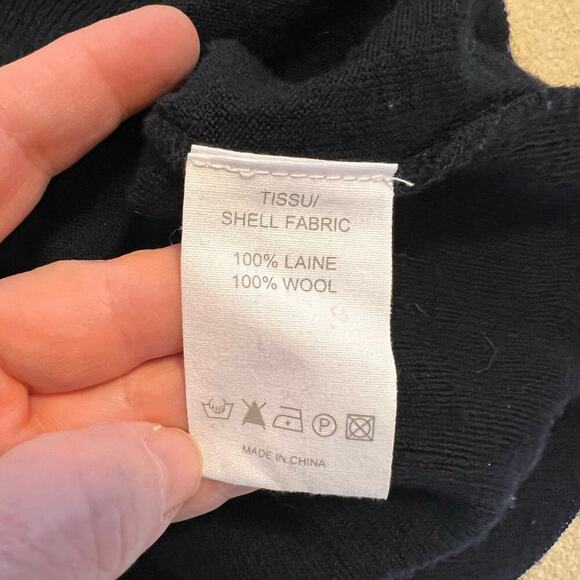 TISSU/
SHELL FABRIC
100% LAINE
100% WOOL
P
MADE IN CHINA